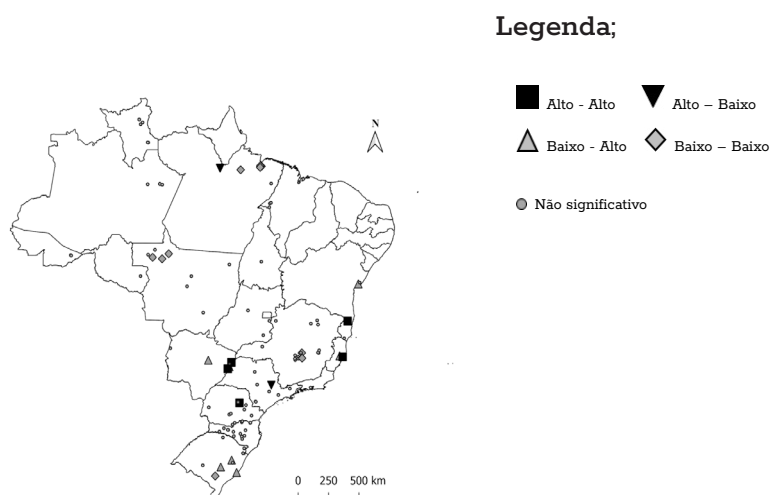 Legenda;
Alto - Alto
Alto – Baixo
Baixo - Alto
Baixo – Baixo
Não significativo
N
0 250 500 km